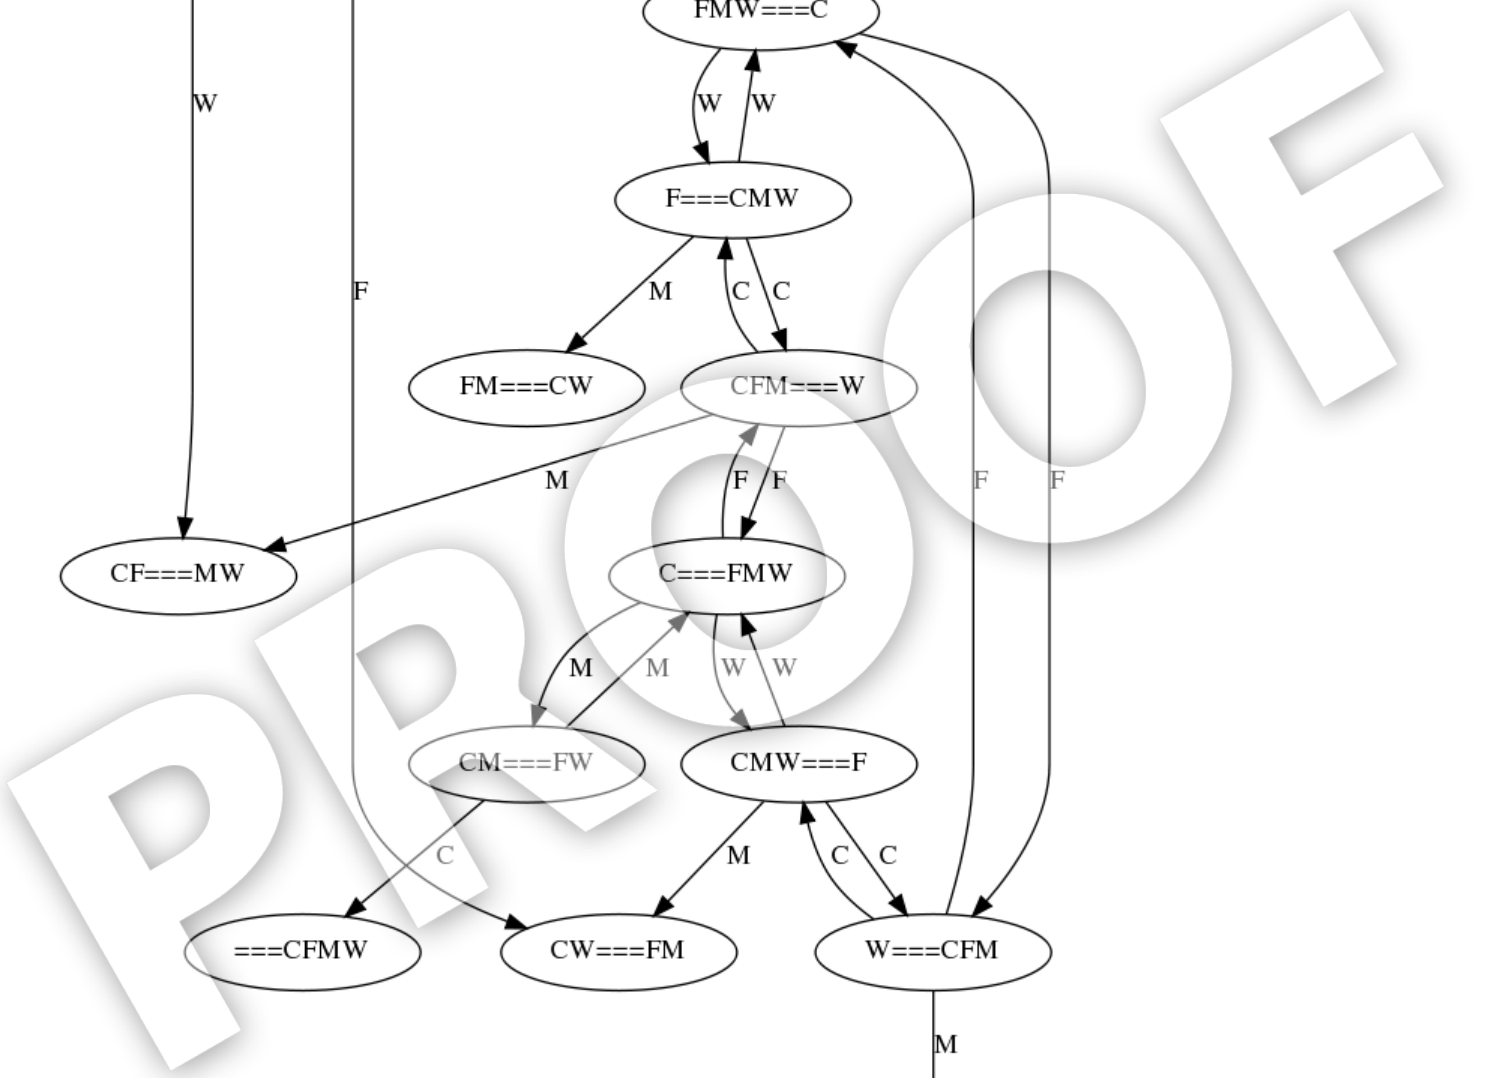 FMW===C
W
W
W
F===CMW
F
M
C
C
FM===CW
CFM===W
M
F
F
F
F
CF===MW
C===FMW
M
M
W
W
CM===FW
CMW===F
C
M
C
C
===CFMW
CW===FM
W===CFM
M
PROOF